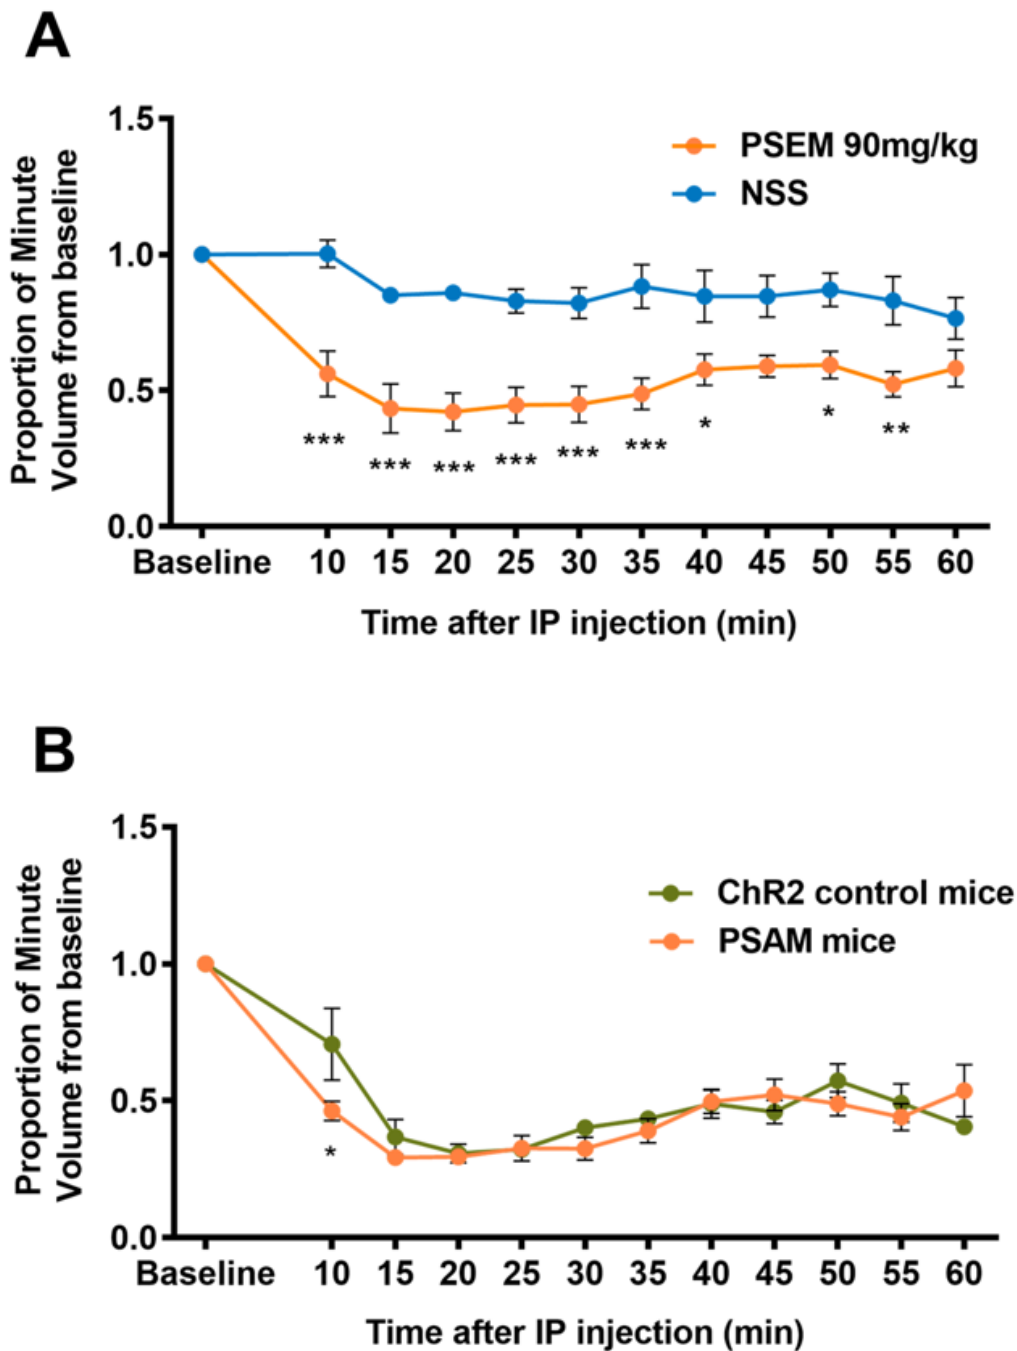 A
Proportion of Minute
Volume from baseline
1.5
1.0
0.5
0.0
PSEM 90mg/kg
NSS
***
***
***
***
***
***
*
*
**
Baseline 10 15 20 25 30 35 40 45 50 55 60
Time after IP injection (min)
B
Proportion of Minute
Volume from baseline
1.5
1.0
0.5
0.0
ChR2 control mice
PSAM mice
*
Baseline 10 15 20 25 30 35 40 45 50 55 60
Time after IP injection (min)